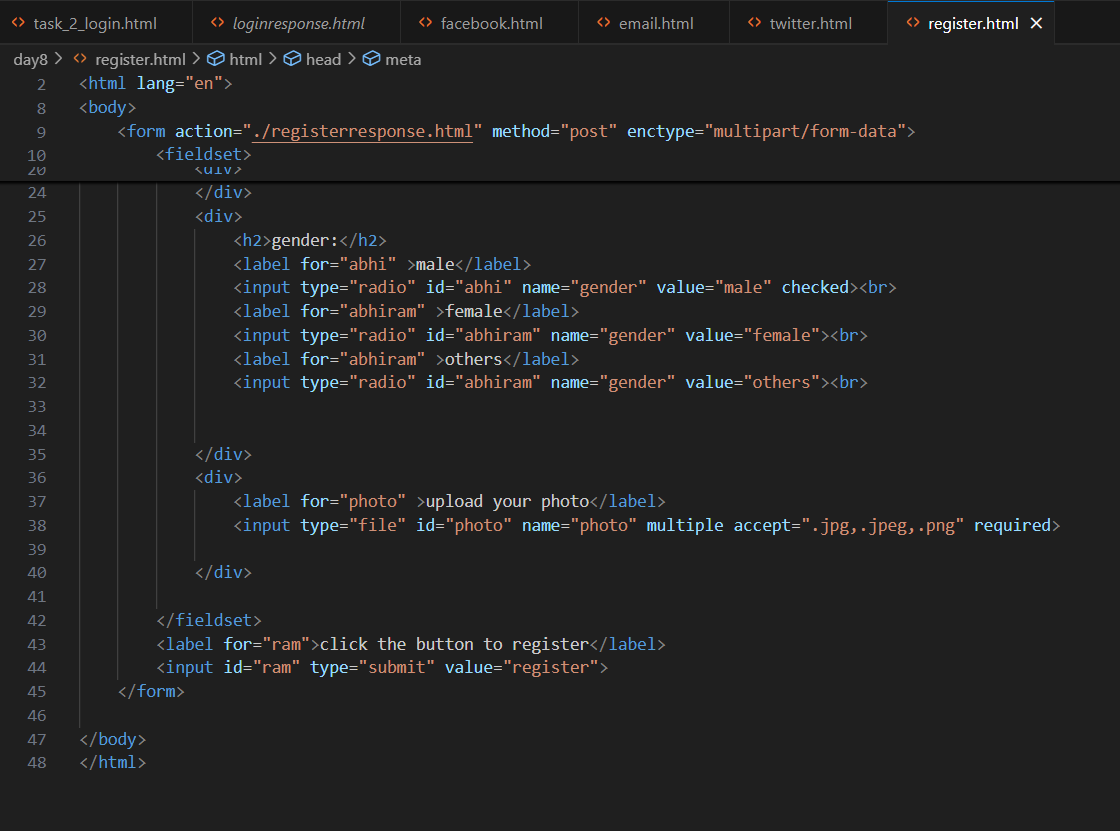 task_2_login.html loginresponse.html facebook.html email.html twitter.html register.html
day8 > register.html > html > head > meta
2 <html lang="en">
8 <body>
9 <form action="./registerresponse.html" method="post" enctype="multipart/form-data">
10 <fieldset>
20 <div>
24 </div>
25 <div>
26 <h2>gender:</h2>
27 <label for="abhi" >male</label>
28 <input type="radio" id="abhi" name="gender" value="male" checked><br>
29 <label for="abhiram" >female</label>
30 <input type="radio" id="abhiram" name="gender" value="female"><br>
31 <label for="abhiram" >others</label>
32 <input type="radio" id="abhiram" name="gender" value="others"><br>
33
34
35 </div>
36 <div>
37 <label for="photo" >upload your photo</label>
38 <input type="file" id="photo" name="photo" multiple accept=".jpg,.jpeg,.png" required>
39
40 </div>
41
42 </fieldset>
43 <label for="ram">click the button to register</label>
44 <input id="ram" type="submit" value="register">
45 </form>
46
47 </body>
48 </html>